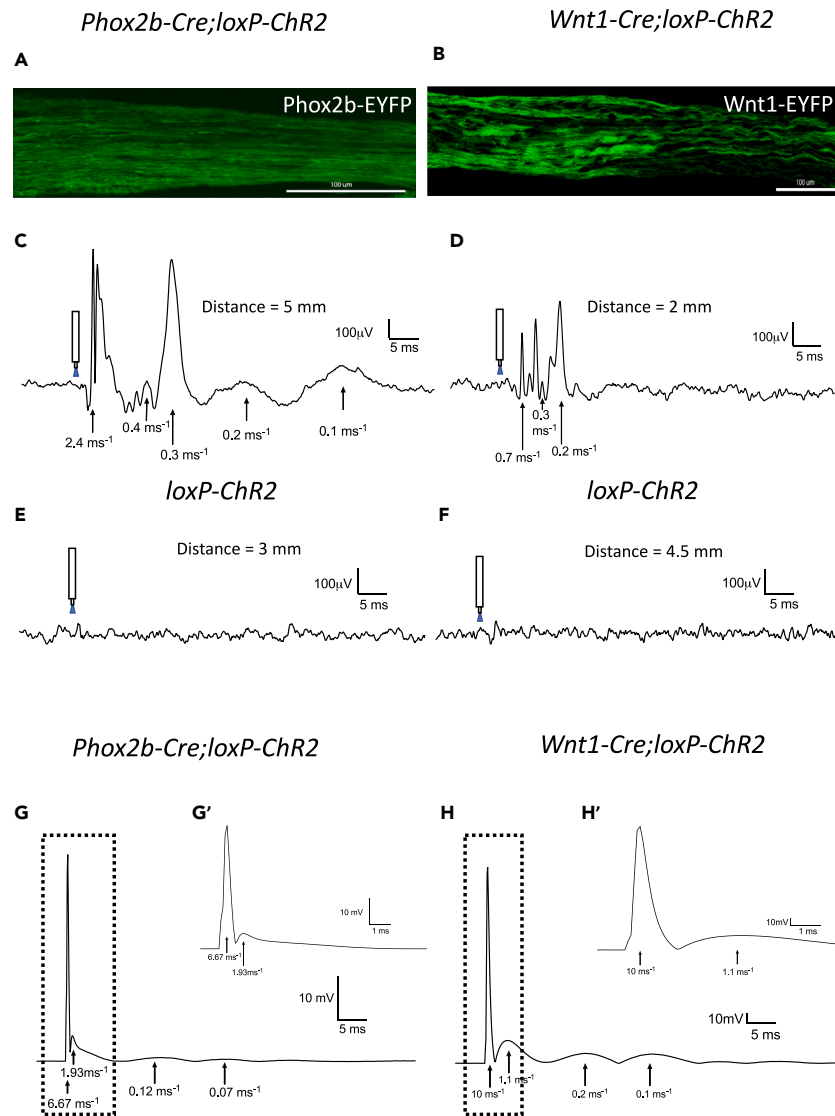 Phox2b-Cre;loxP-ChR2
Wnt1-Cre;loxP-ChR2
A
Phox2b-EYFP
100 um
B
Wnt1-EYFP
100 um
C
Distance = 5 mm
100μV
5 ms
2.4 ms⁻¹
0.4 ms⁻¹
0.3 ms⁻¹
0.2 ms⁻¹
0.1 ms⁻¹
D
Distance = 2 mm
100μV
5 ms
0.7 ms⁻¹
0.3
ms⁻¹
0.2 ms⁻¹
loxP-ChR2
loxP-ChR2
E
Distance = 3 mm
100μV
5 ms
F
Distance = 4.5 mm
100μV
5 ms
Phox2b-Cre;loxP-ChR2
Wnt1-Cre;loxP-ChR2
G
1.93ms⁻¹
6.67 ms⁻¹
0.12 ms⁻¹
0.07 ms⁻¹
10 mV
5 ms
G'
6.67 ms⁻¹
1.93ms⁻¹
10 mV
1 ms
H
10 ms⁻¹
1.1 ms⁻¹
0.2 ms⁻¹
0.1 ms⁻¹
10mV
5 ms
H'
10 ms⁻¹
1.1 ms⁻¹
10mV
1 ms